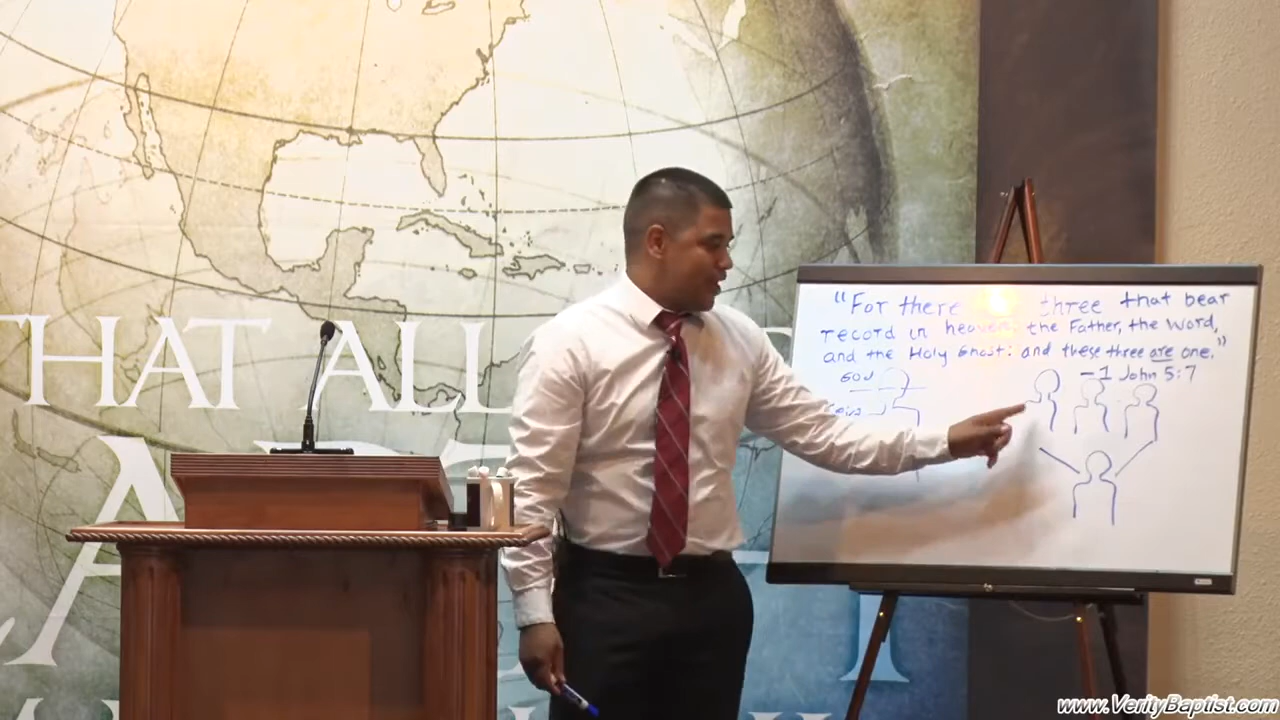 THAT ALL
"For there three that bear
record in heaven, the Father, the Word,
and the Holy Ghost: and these three are one."
- 1 John 5:7
GOD
www.VerityBaptist.com